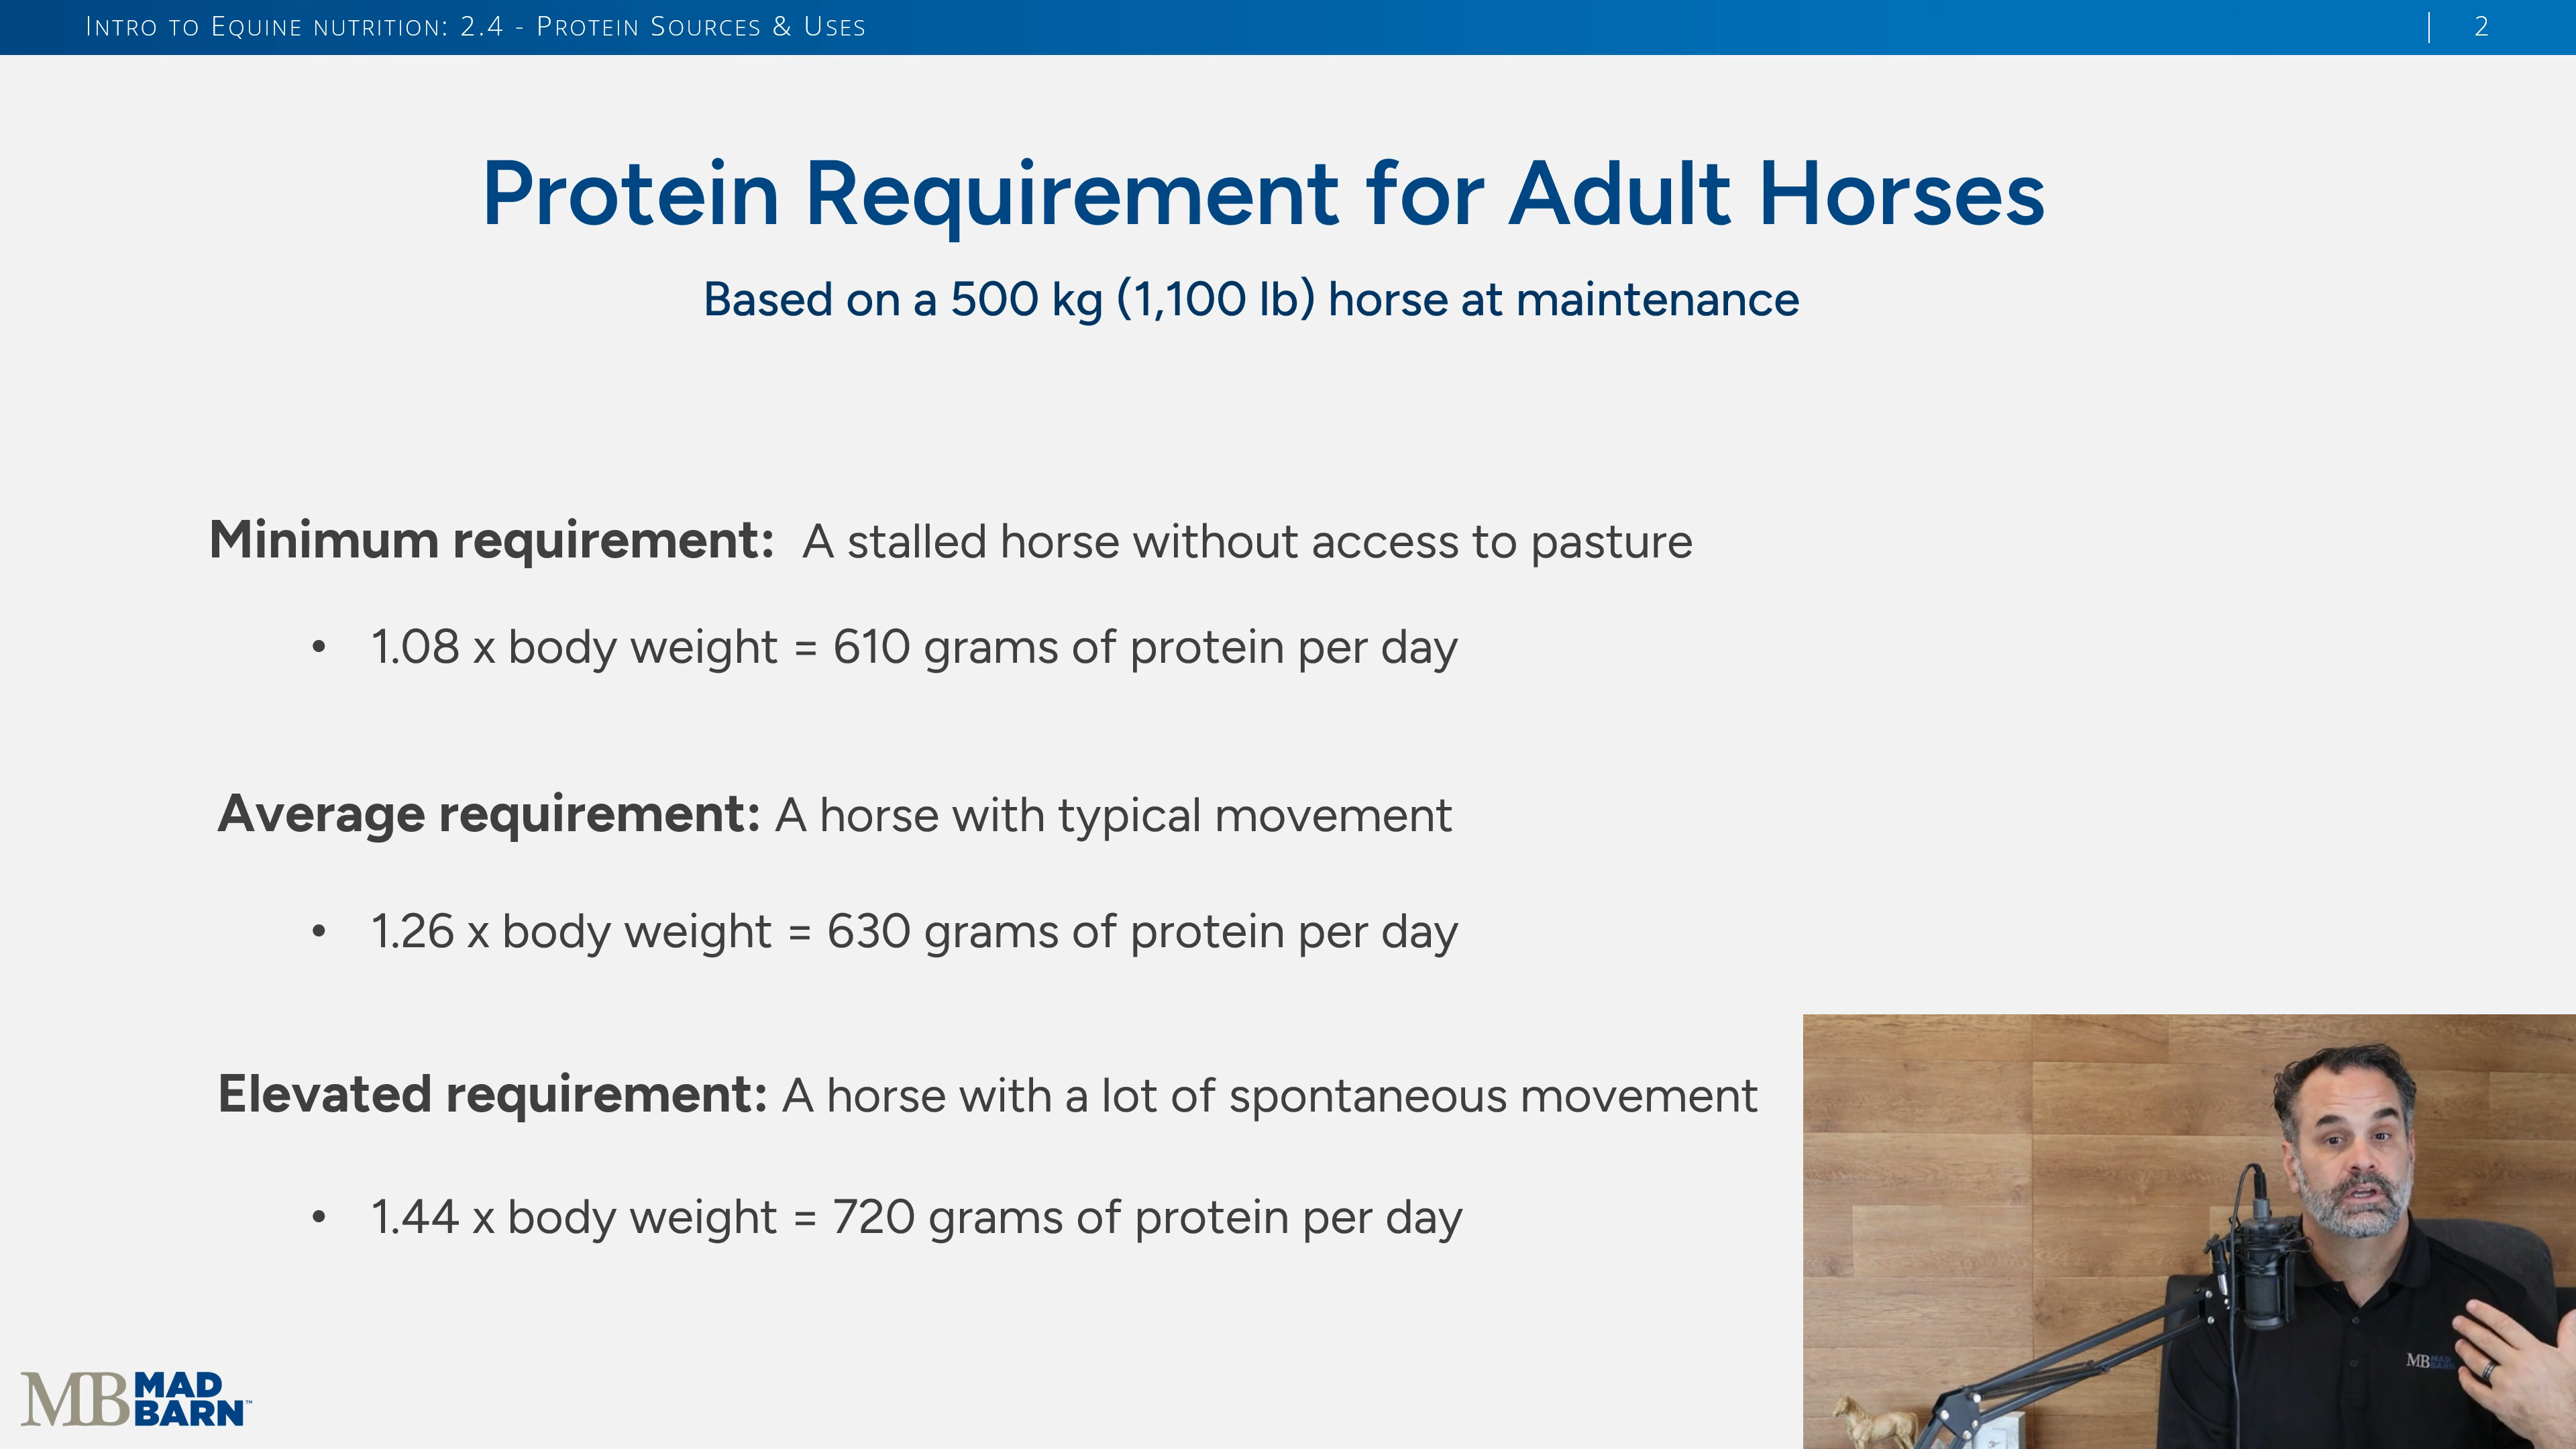 Intro to Equine nutrition: 2.4 - Protein Sources & Uses | 2
Protein Requirement for Adult Horses
Based on a 500 kg (1,100 lb) horse at maintenance
Minimum requirement: A stalled horse without access to pasture
• 1.08 x body weight = 610 grams of protein per day
Average requirement: A horse with typical movement
• 1.26 x body weight = 630 grams of protein per day
Elevated requirement: A horse with a lot of spontaneous movement
• 1.44 x body weight = 720 grams of protein per day
MB MAD BARN™
MB MAD BARN